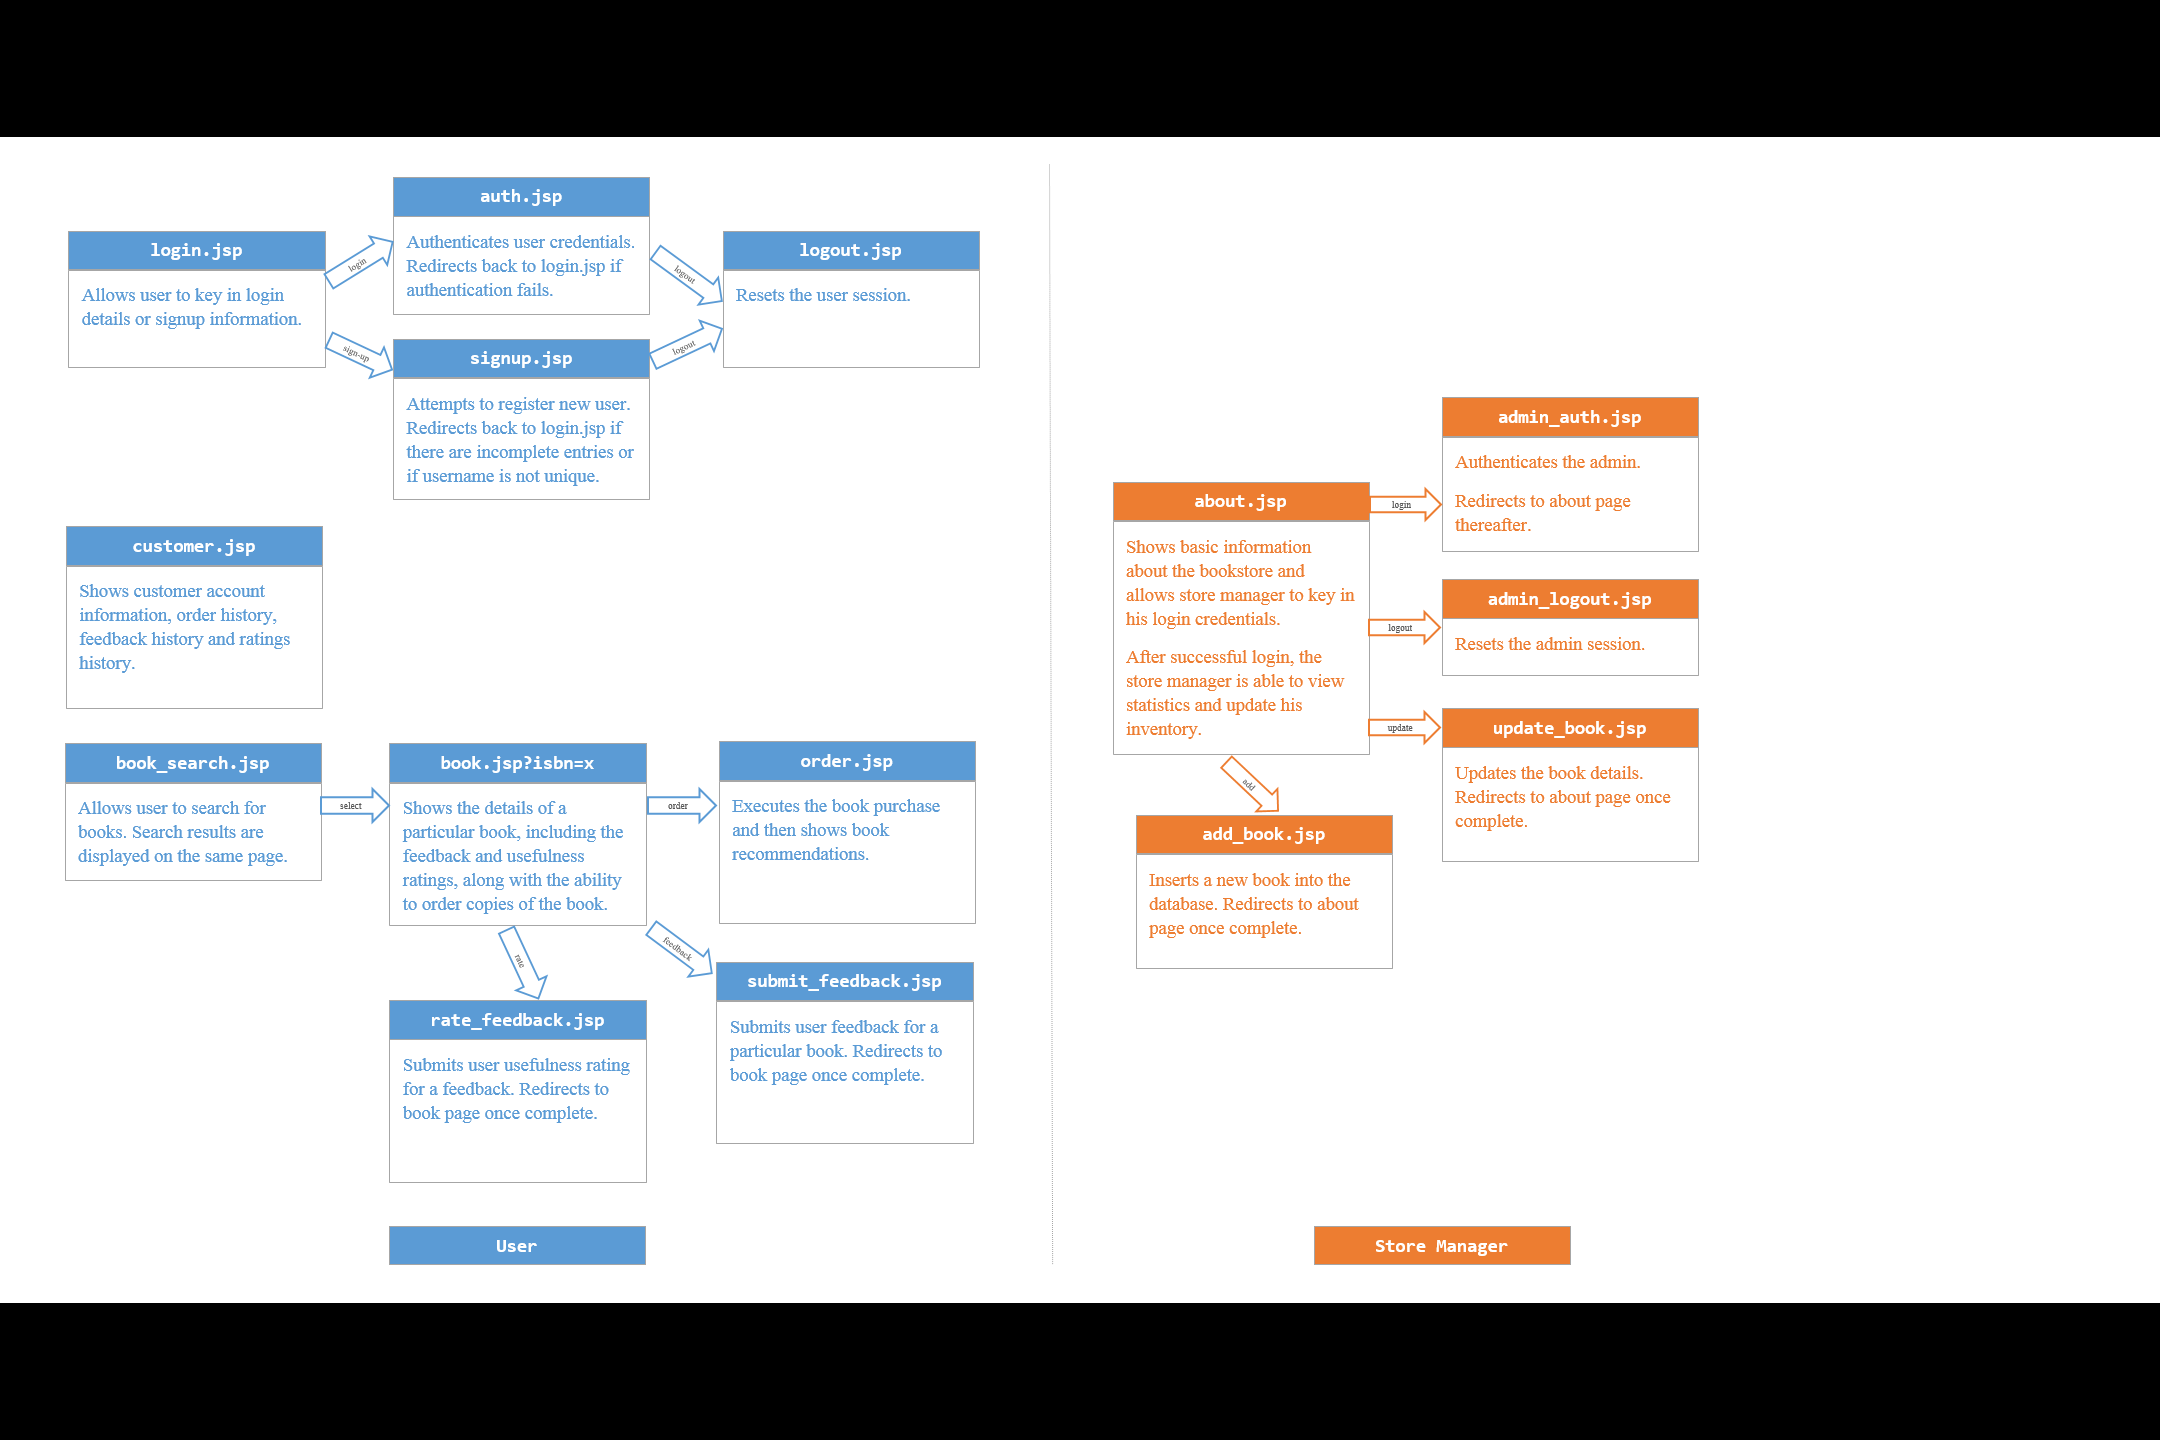 auth.jsp
Authenticates user credentials.
Redirects back to login.jsp if
authentication fails.
login.jsp
Allows user to key in login
details or signup information.
login
sign-up
logout
logout
logout.jsp
Resets the user session.
signup.jsp
Attempts to register new user.
Redirects back to login.jsp if
there are incomplete entries or
if username is not unique.
customer.jsp
Shows customer account
information, order history,
feedback history and ratings
history.
book_search.jsp
Allows user to search for
books. Search results are
displayed on the same page.
select
book.jsp?isbn=x
Shows the details of a
particular book, including the
feedback and usefulness
ratings, along with the ability
to order copies of the book.
order
order.jsp
Executes the book purchase
and then shows book
recommendations.
rate
feedback
submit_feedback.jsp
Submits user feedback for a
particular book. Redirects to
book page once complete.
rate_feedback.jsp
Submits user usefulness rating
for a feedback. Redirects to
book page once complete.
User
about.jsp
Shows basic information
about the bookstore and
allows store manager to key in
his login credentials.
After successful login, the
store manager is able to view
statistics and update his
inventory.
login
logout
update
add
admin_auth.jsp
Authenticates the admin.
Redirects to about page
thereafter.
admin_logout.jsp
Resets the admin session.
update_book.jsp
Updates the book details.
Redirects to about page once
complete.
add_book.jsp
Inserts a new book into the
database. Redirects to about
page once complete.
Store Manager